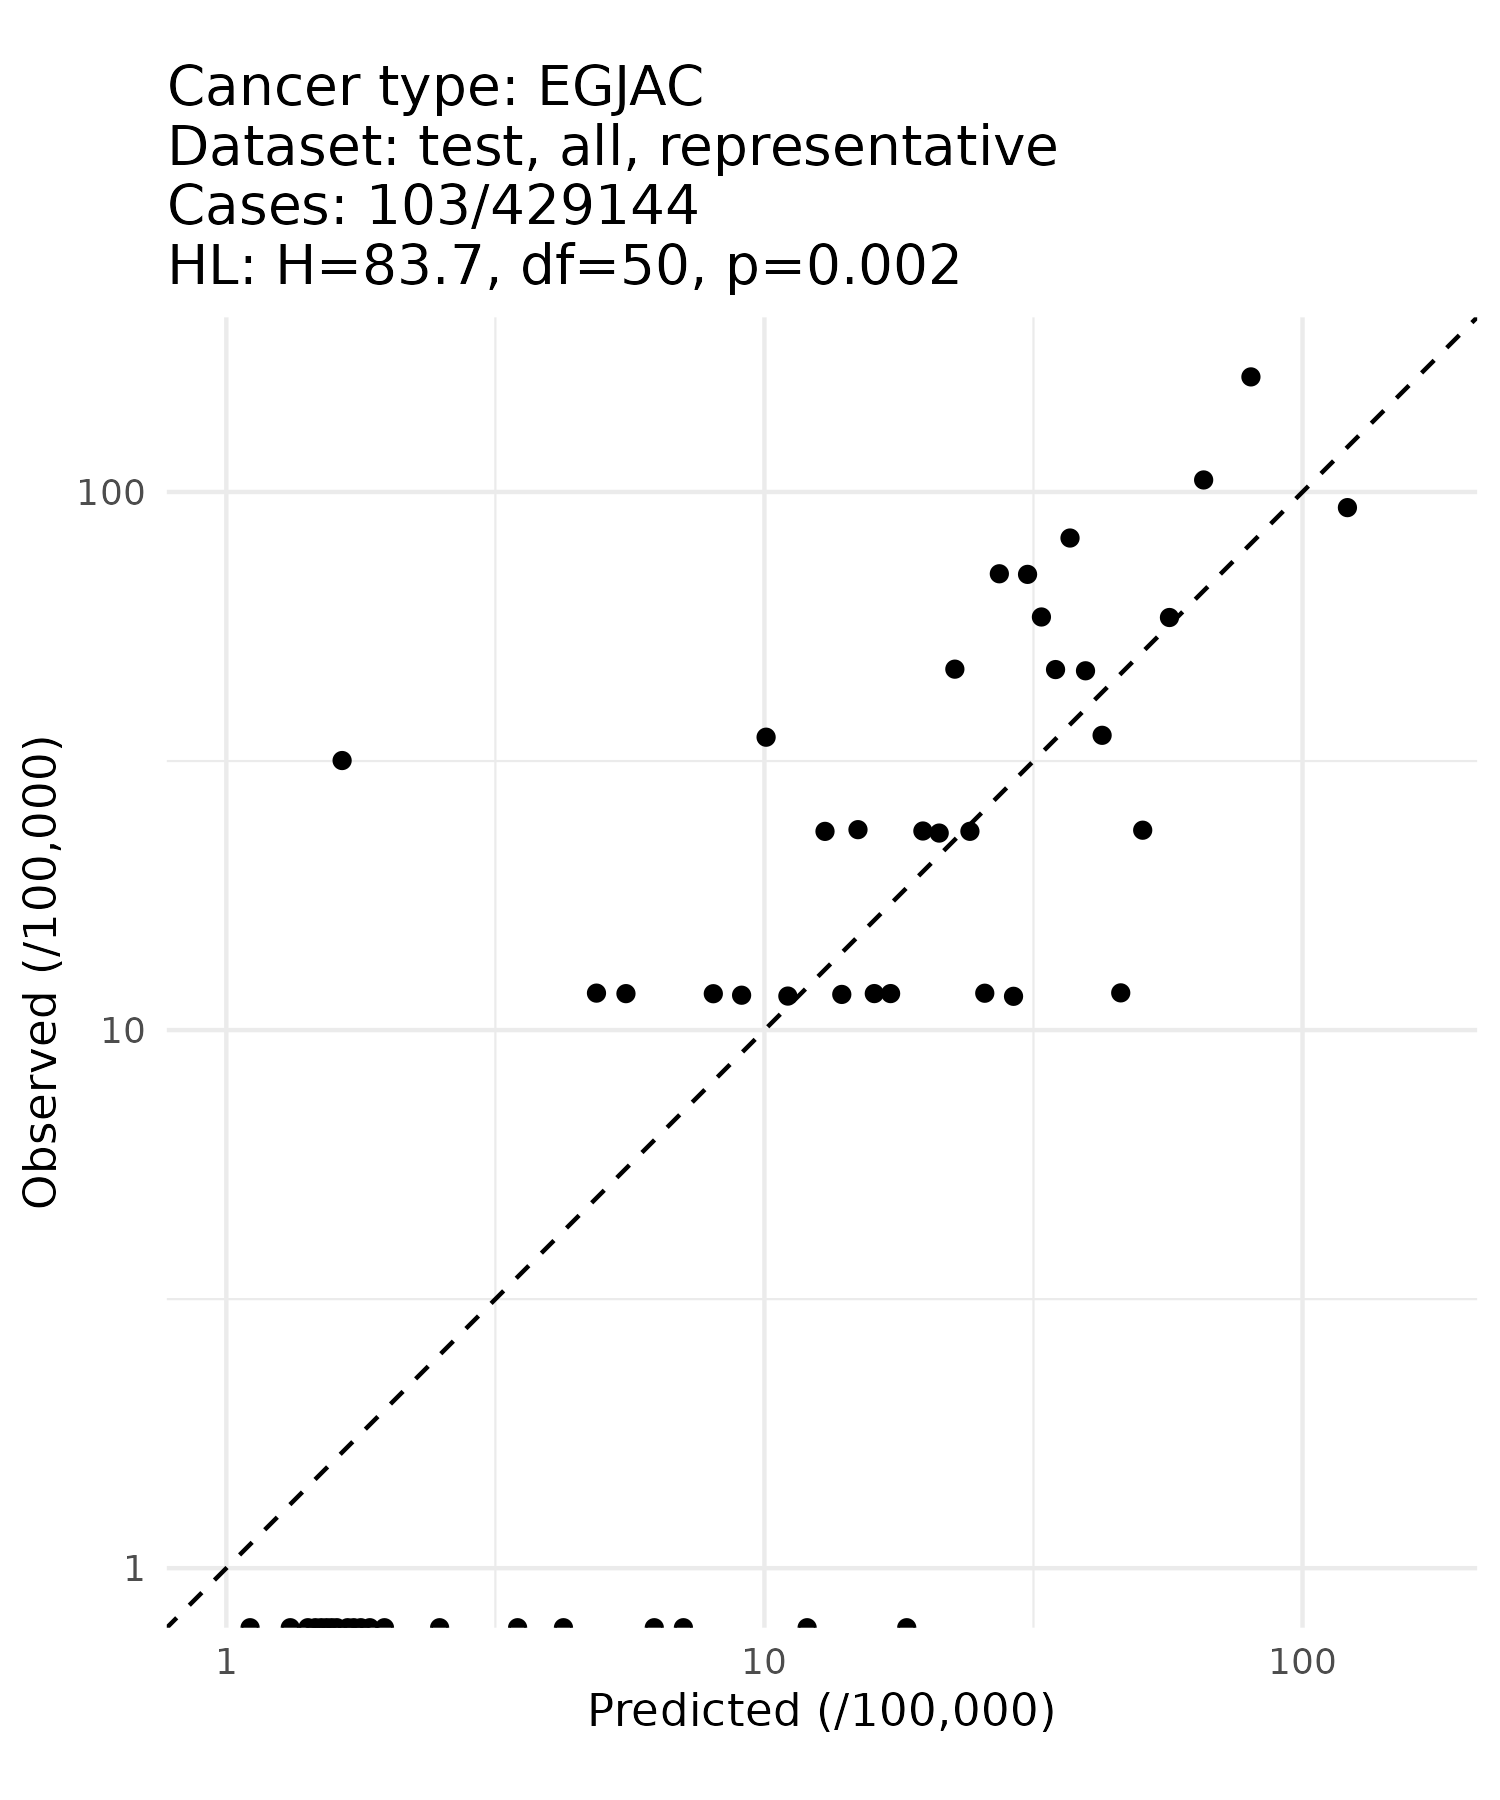 Cancer type: EGJAC
Dataset: test, all, representative
Cases: 103/429144
HL: H=83.7, df=50, p=0.002
100
10
1
Observed (/100,000)
1 10 100
Predicted (/100,000)